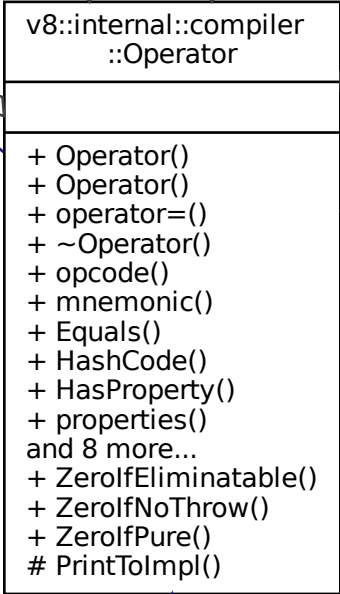 v8::internal::compiler
::Operator
+ Operator()
+ Operator()
+ operator=()
+ ~Operator()
+ opcode()
+ mnemonic()
+ Equals()
+ HashCode()
+ HasProperty()
+ properties()
and 8 more...
+ ZeroIfEliminatable()
+ ZeroIfNoThrow()
+ ZeroIfPure()
# PrintToImpl()